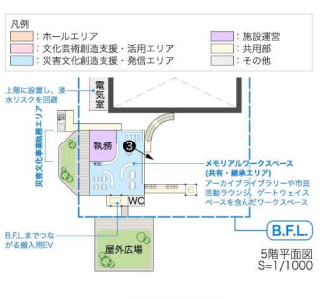 凡例
：ホールエリア
：文化芸術創造支援・活用エリア
：災害文化創造支援・発信エリア
：施設運営
：共用部
：その他
上階に設置し、浸
水リスクを回避
電気室
災害文化事業執務エリア
執務
3
メモリアルワークスペース
(共有・継承エリア)
アーカイブライブラリーや市民
活動ラウンジ、ゲートウェイス
ペースを含んだワークスペース
WC
B.F.L.までつな
がる搬入用EV
屋外広場
B.F.L.
5階平面図
S=1/1000